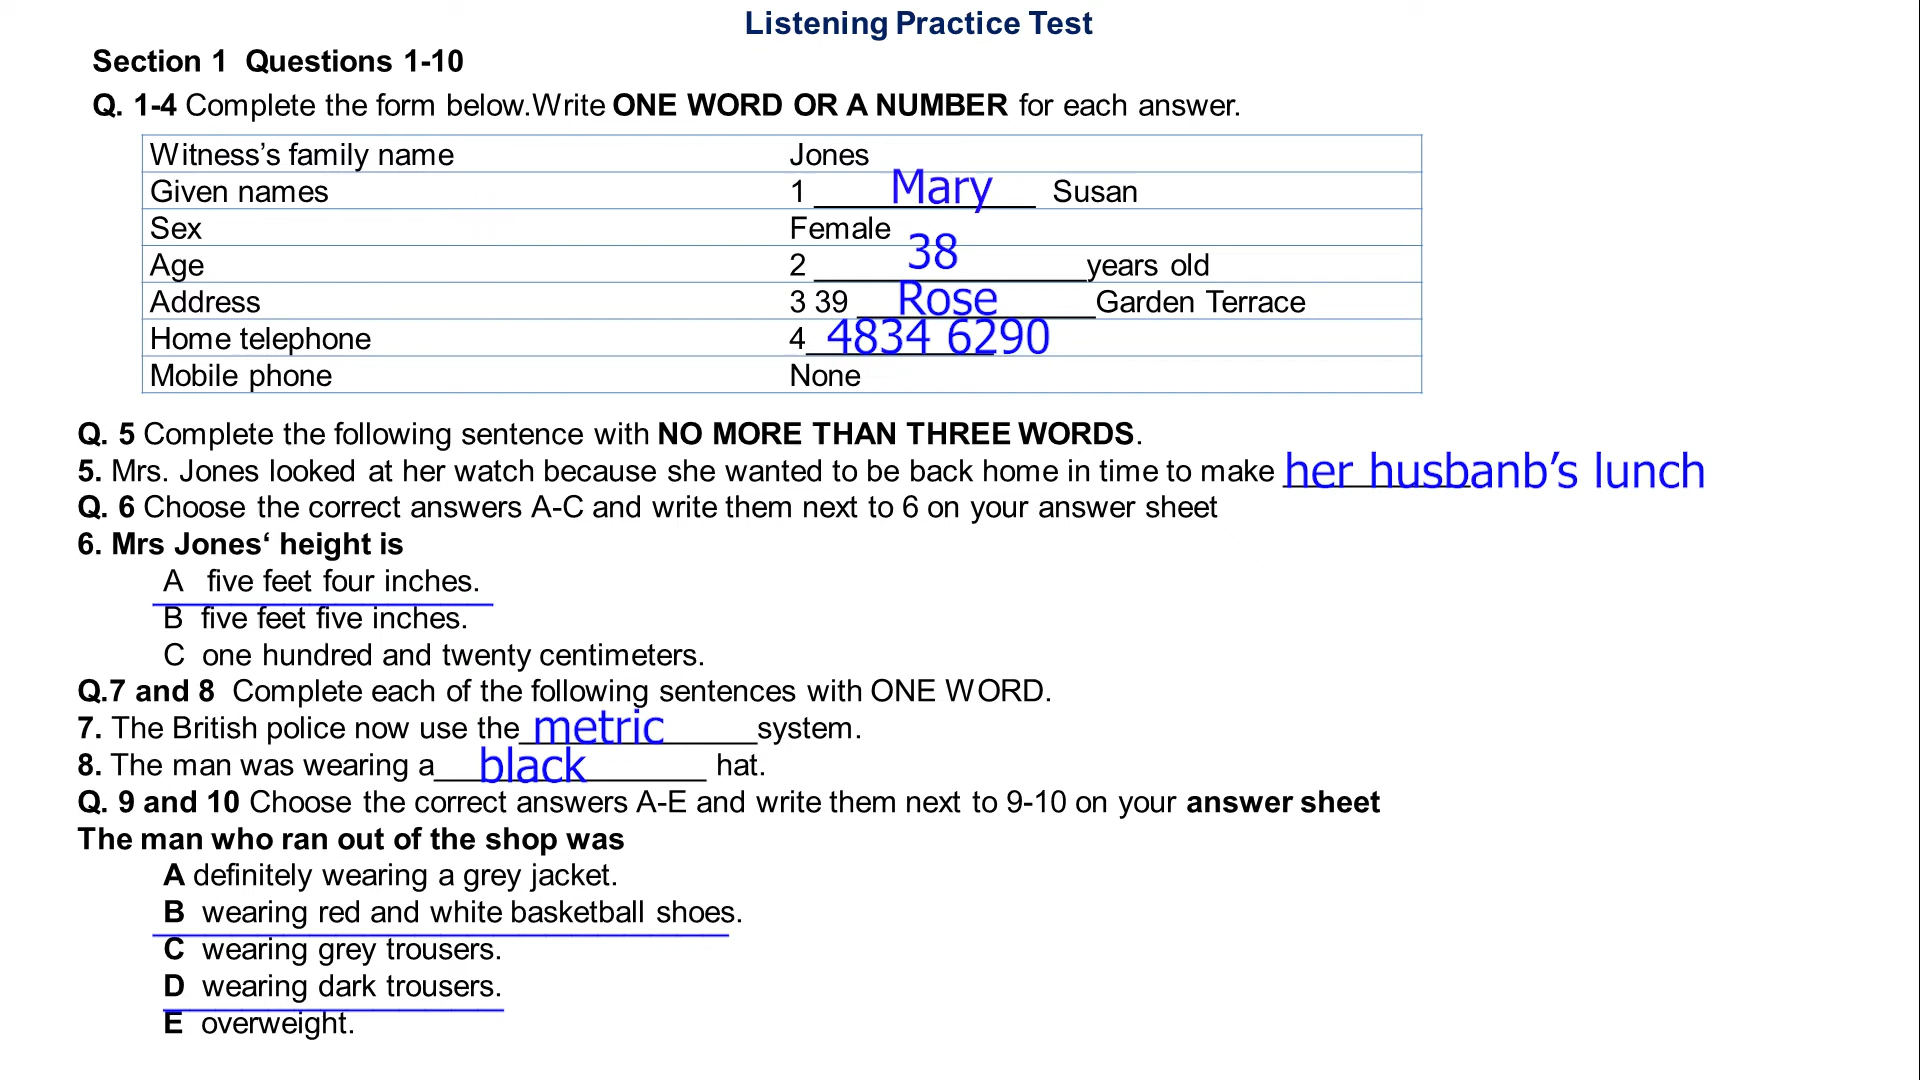 Listening Practice Test
Section 1 Questions 1-10
Q. 1-4 Complete the form below.Write ONE WORD OR A NUMBER for each answer.
Witness's family name Jones
Given names 1 Mary Susan
Sex Female
Age 2 38 years old
Address 3 39 Rose Garden Terrace
Home telephone 4 4834 6290
Mobile phone None
Q. 5 Complete the following sentence with NO MORE THAN THREE WORDS.
5. Mrs. Jones looked at her watch because she wanted to be back home in time to make her husbanb's lunch
Q. 6 Choose the correct answers A-C and write them next to 6 on your answer sheet
6. Mrs Jones‘ height is
A five feet four inches.
B five feet five inches.
C one hundred and twenty centimeters.
Q.7 and 8 Complete each of the following sentences with ONE WORD.
7. The British police now use the metric system.
8. The man was wearing a black hat.
Q. 9 and 10 Choose the correct answers A-E and write them next to 9-10 on your answer sheet
The man who ran out of the shop was
A definitely wearing a grey jacket.
B wearing red and white basketball shoes.
C wearing grey trousers.
D wearing dark trousers.
E overweight.